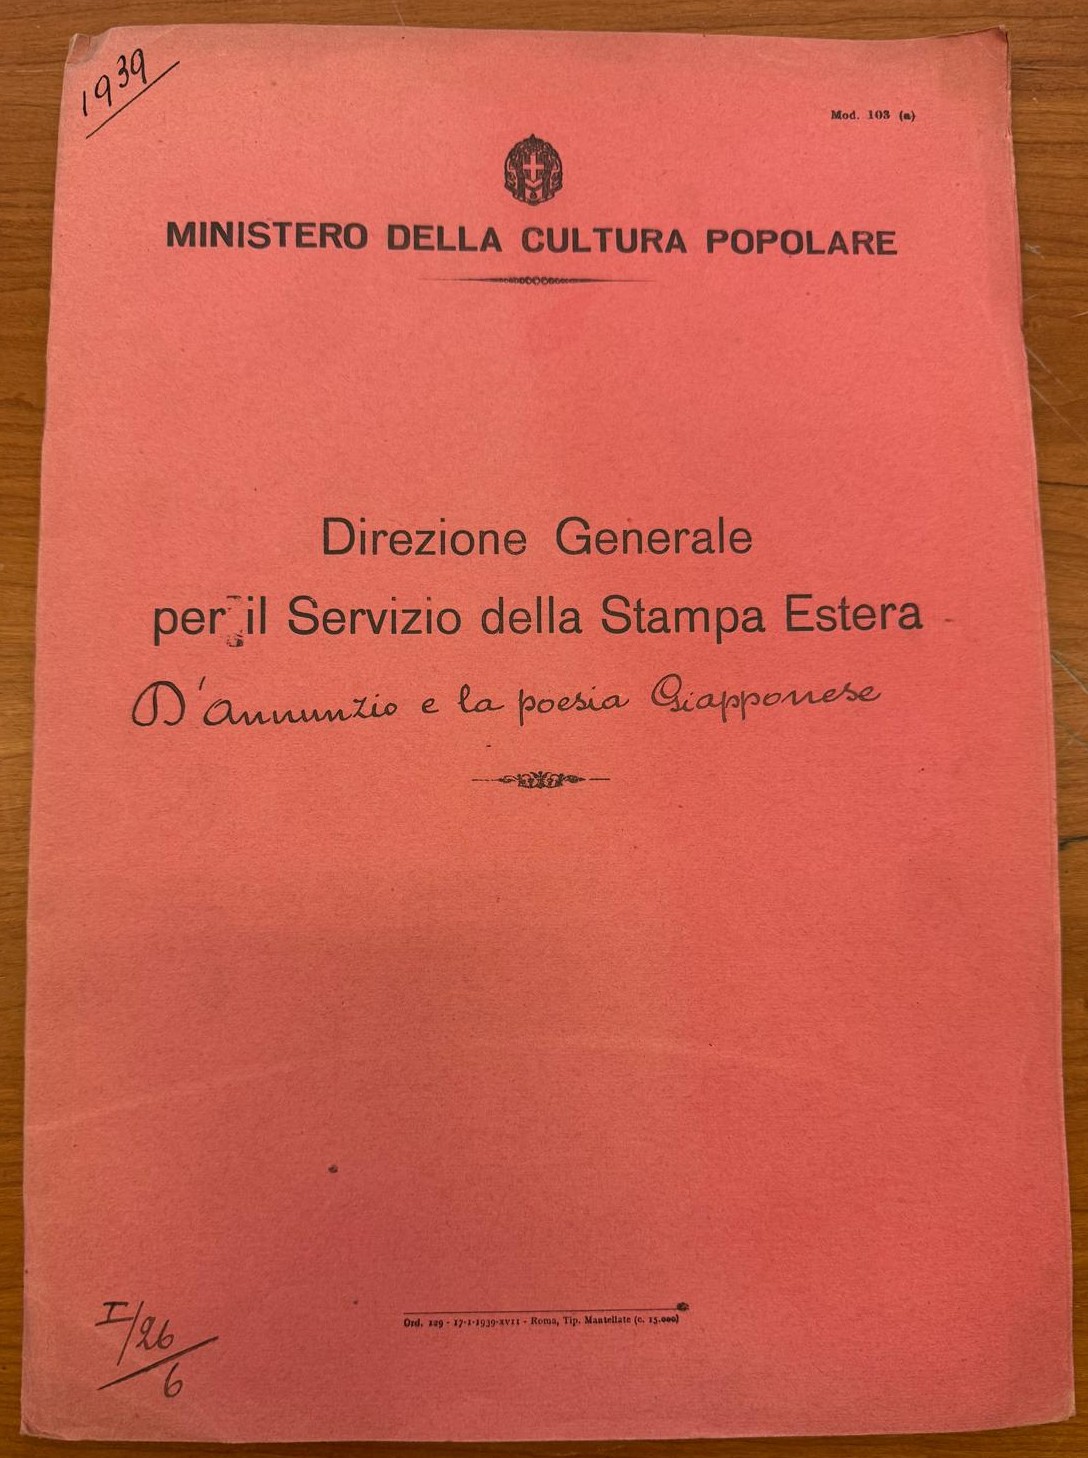 1939
Mod. 103 (a)
MINISTERO DELLA CULTURA POPOLARE
Direzione Generale
per il Servizio della Stampa Estera
D'annunzio e la poesia Giapponese
Ord. 129 - 17-1-1939-XVII - Roma, Tip. Mantellate (c. 15.000)
I/26
6